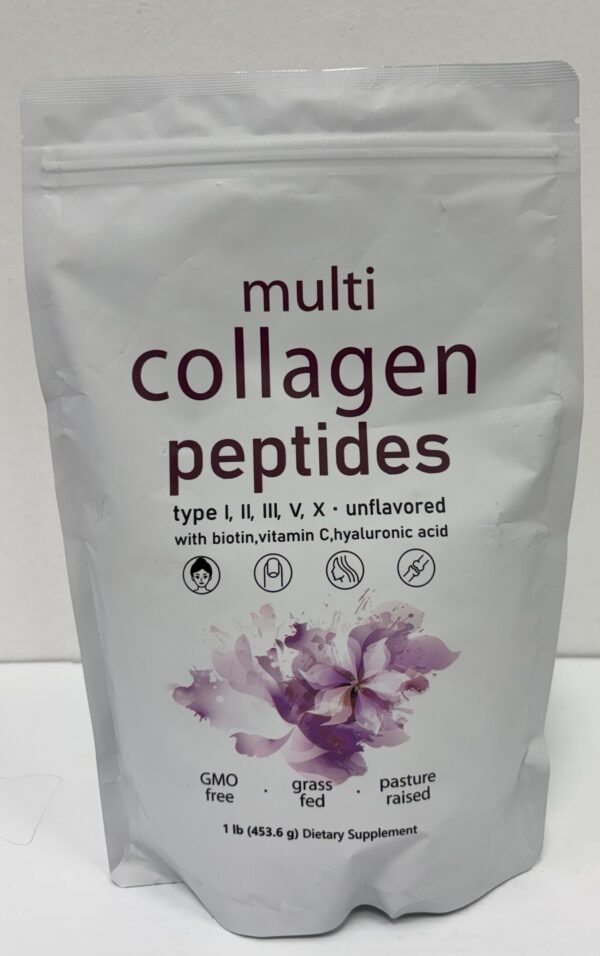 multi
collagen
peptides
type I, II, III, V, X · unflavored
with biotin,vitamin C,hyaluronic acid
GMO
free
·
grass
fed
·
pasture
raised
1 lb (453.6 g) Dietary Supplement